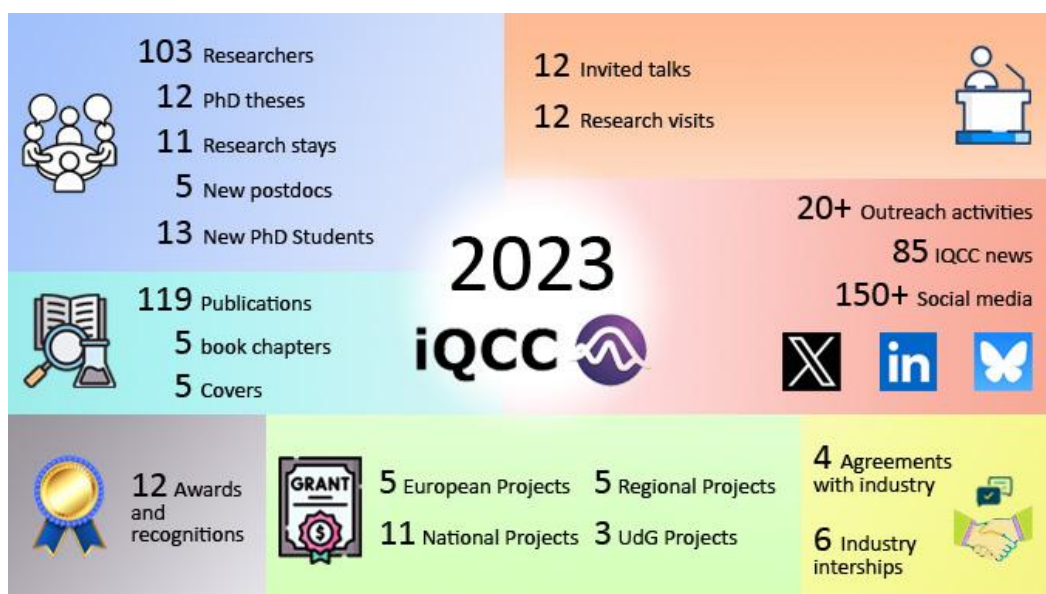 103 Researchers
12 PhD theses
11 Research stays
5 New postdocs
13 New PhD Students
12 Invited talks
12 Research visits
20+ Outreach activities
85 IQCC news
150+ Social media
X
in
2023
iQCC
119 Publications
5 book chapters
5 Covers
12 Awards
and
recognitions
GRANT
$
5 European Projects
5 Regional Projects
11 National Projects
3 UdG Projects
4 Agreements
with industry
6 Industry
interships